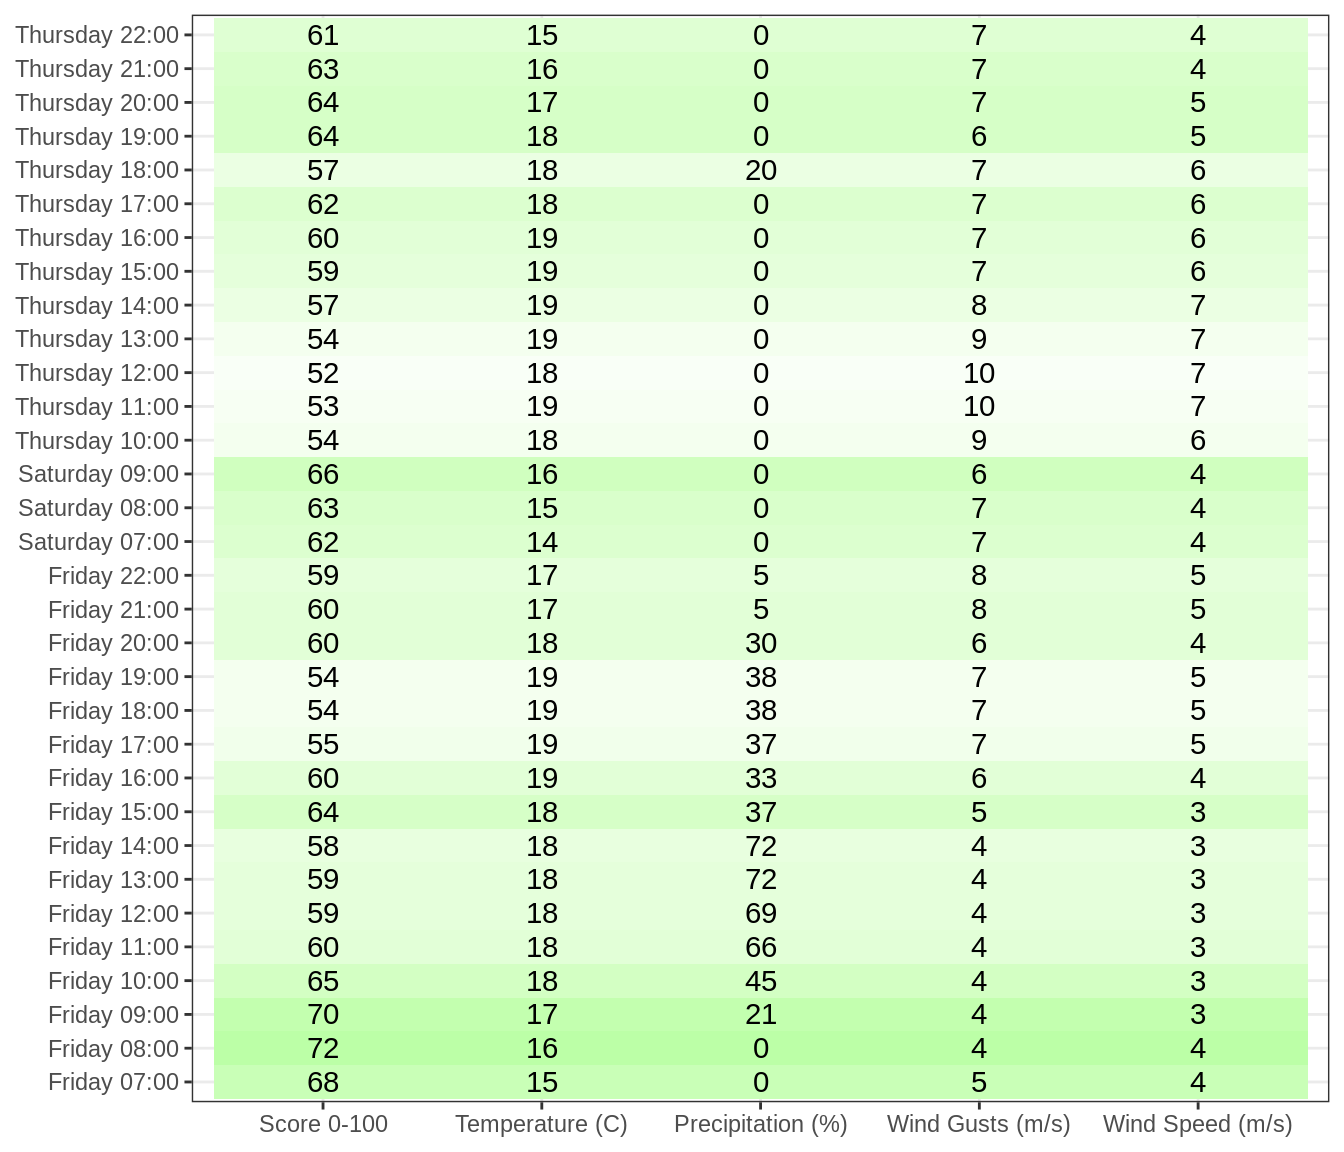 Thursday 22:00 61 15 0 7 4
Thursday 21:00 63 16 0 7 4
Thursday 20:00 64 17 0 7 5
Thursday 19:00 64 18 0 6 5
Thursday 18:00 57 18 20 7 6
Thursday 17:00 62 18 0 7 6
Thursday 16:00 60 19 0 7 6
Thursday 15:00 59 19 0 7 6
Thursday 14:00 57 19 0 8 7
Thursday 13:00 54 19 0 9 7
Thursday 12:00 52 18 0 10 7
Thursday 11:00 53 19 0 10 7
Thursday 10:00 54 18 0 9 6
Saturday 09:00 66 16 0 6 4
Saturday 08:00 63 15 0 7 4
Saturday 07:00 62 14 0 7 4
Friday 22:00 59 17 5 8 5
Friday 21:00 60 17 5 8 5
Friday 20:00 60 18 30 6 4
Friday 19:00 54 19 38 7 5
Friday 18:00 54 19 38 7 5
Friday 17:00 55 19 37 7 5
Friday 16:00 60 19 33 6 4
Friday 15:00 64 18 37 5 3
Friday 14:00 58 18 72 4 3
Friday 13:00 59 18 72 4 3
Friday 12:00 59 18 69 4 3
Friday 11:00 60 18 66 4 3
Friday 10:00 65 18 45 4 3
Friday 09:00 70 17 21 4 3
Friday 08:00 72 16 0 4 4
Friday 07:00 68 15 0 5 4
Score 0-100 Temperature (C) Precipitation (%) Wind Gusts (m/s) Wind Speed (m/s)